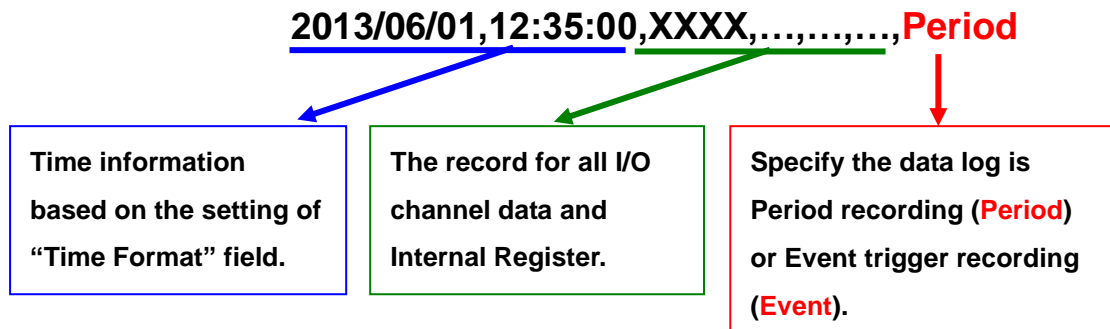 2013/06/01,12:35:00,XXXX,…,…,…,Period
Time information
based on the setting of
“Time Format” field.
The record for all I/O
channel data and
Internal Register.
Specify the data log is
Period recording (Period)
or Event trigger recording
(Event).